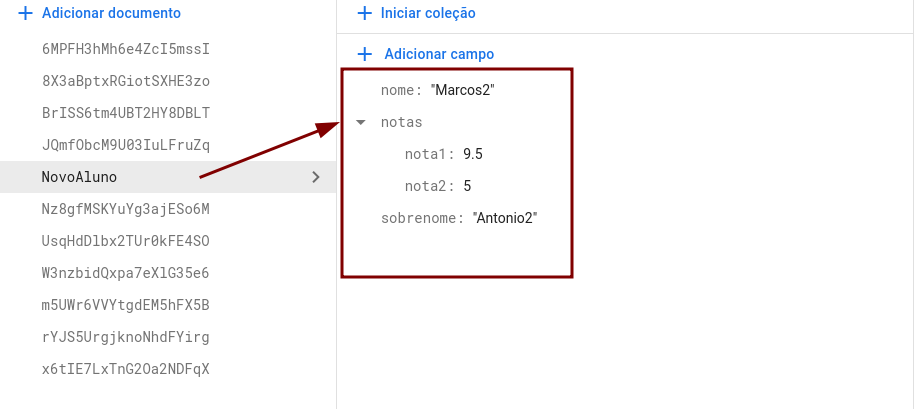 Adicionar documento
6MPFH3hMh6e4ZcI5mssI
8X3aBptxRGiotSXHE3zo
BrISS6tm4UBT2HY8DBLT
JQmfObcM9U03IuLFruZq
NovoAluno
Nz8gfMSKYuYg3ajESo6M
UsqHdDlbx2TUr0kFE4SO
W3nzbidQxpa7eXlG35e6
m5UWr6VVYtgdEM5hFX5B
rYJS5UrgjknoNhdFYirg
x6tIE7LxTnG2Oa2NDFqX
Iniciar coleção
Adicionar campo
nome: "Marcos2"
notas
nota1: 9.5
nota2: 5
sobrenome: "Antonio2"